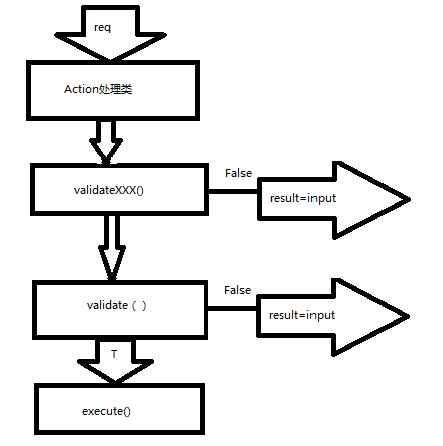 req
Action处理类
validateXXX()
False
result=input
validate ( )
False
result=input
T
execute()